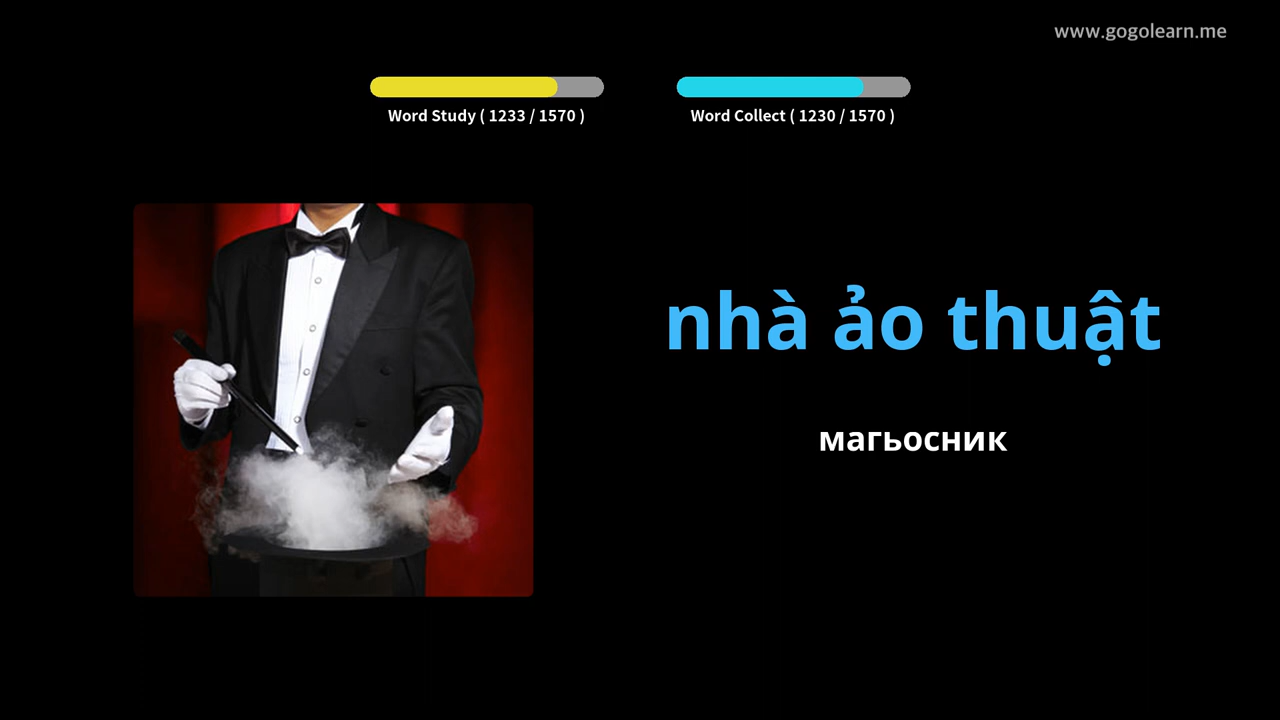 www.gogolearn.me
Word Study ( 1233 / 1570 )
Word Collect ( 1230 / 1570 )
nhà ảo thuật
магьосник